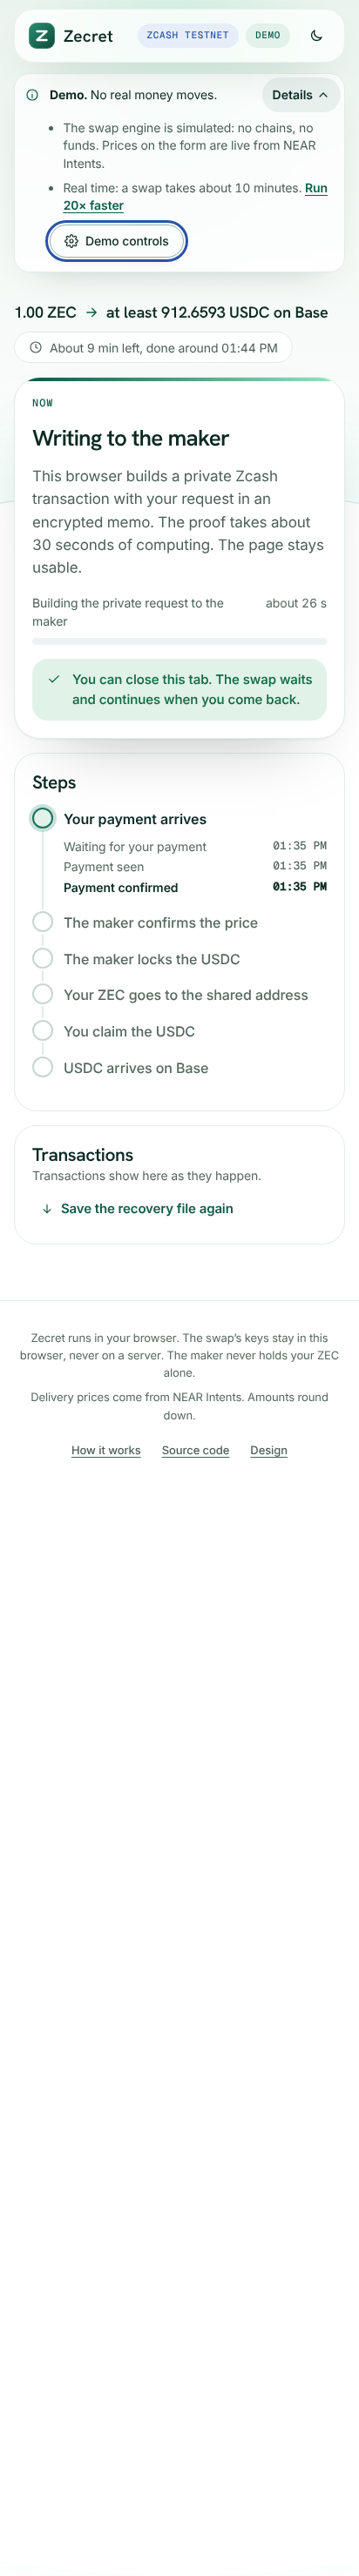 Zecret
ZCASH TESTNET
DEMO
Demo. No real money moves.
Details
The swap engine is simulated: no chains, no
funds. Prices on the form are live from NEAR
Intents.
Real time: a swap takes about 10 minutes. Run
20× faster
Demo controls
1.00 ZEC → at least 912.6593 USDC on Base
About 9 min left, done around 01:44 PM
NOW
Writing to the maker
This browser builds a private Zcash
transaction with your request in an
encrypted memo. The proof takes about
30 seconds of computing. The page stays
usable.
Building the private request to the
maker
about 26 s
You can close this tab. The swap waits
and continues when you come back.
Steps
Your payment arrives
Waiting for your payment 01:35 PM
Payment seen 01:35 PM
Payment confirmed 01:35 PM
The maker confirms the price
The maker locks the USDC
Your ZEC goes to the shared address
You claim the USDC
USDC arrives on Base
Transactions
Transactions show here as they happen.
↓ Save the recovery file again
Zecret runs in your browser. The swap's keys stay in this
browser, never on a server. The maker never holds your ZEC
alone.
Delivery prices come from NEAR Intents. Amounts round
down.
How it works Source code Design